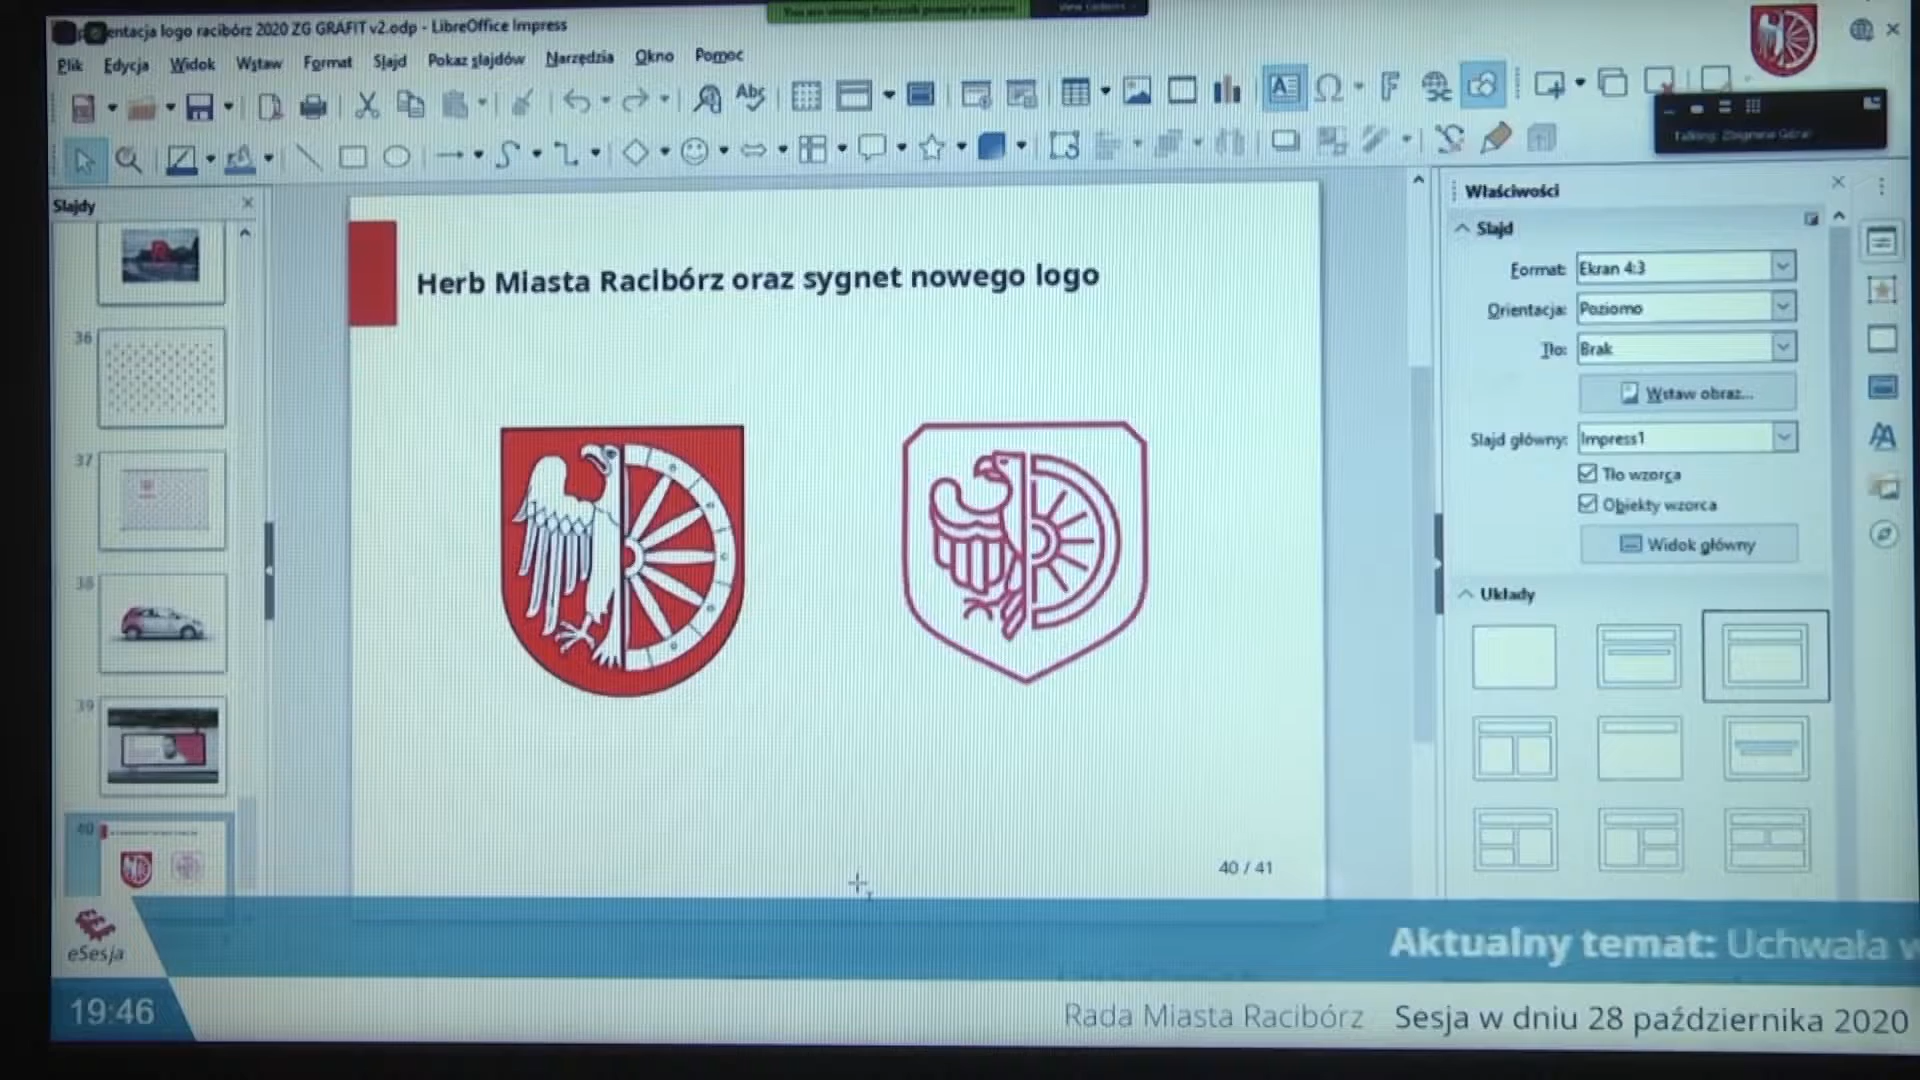 entacja logo racibórz 2020 ZG GRAFIT v2.odp - LibreOffice Impress
Plik Edycja Widok Wstaw Format Slajd Pokaz slajdów Narzędzia Okno Pomoc
Abc
Talking: Zbigniew
Slajdy
36
37
38
39
40
Herb Miasta Racibórz oraz sygnet nowego logo
40 / 41
Właściwości
Slajd
Format: Ekran 4:3
Orientacja: Poziomo
Tło: Brak
Wstaw obraz...
Slajd główny: Impress1
Tło wzorca
Obiekty wzorca
Widok główny
Układy
eSesja
Aktualny temat: Uchwała w
19:46
Rada Miasta Racibórz Sesja w dniu 28 października 2020